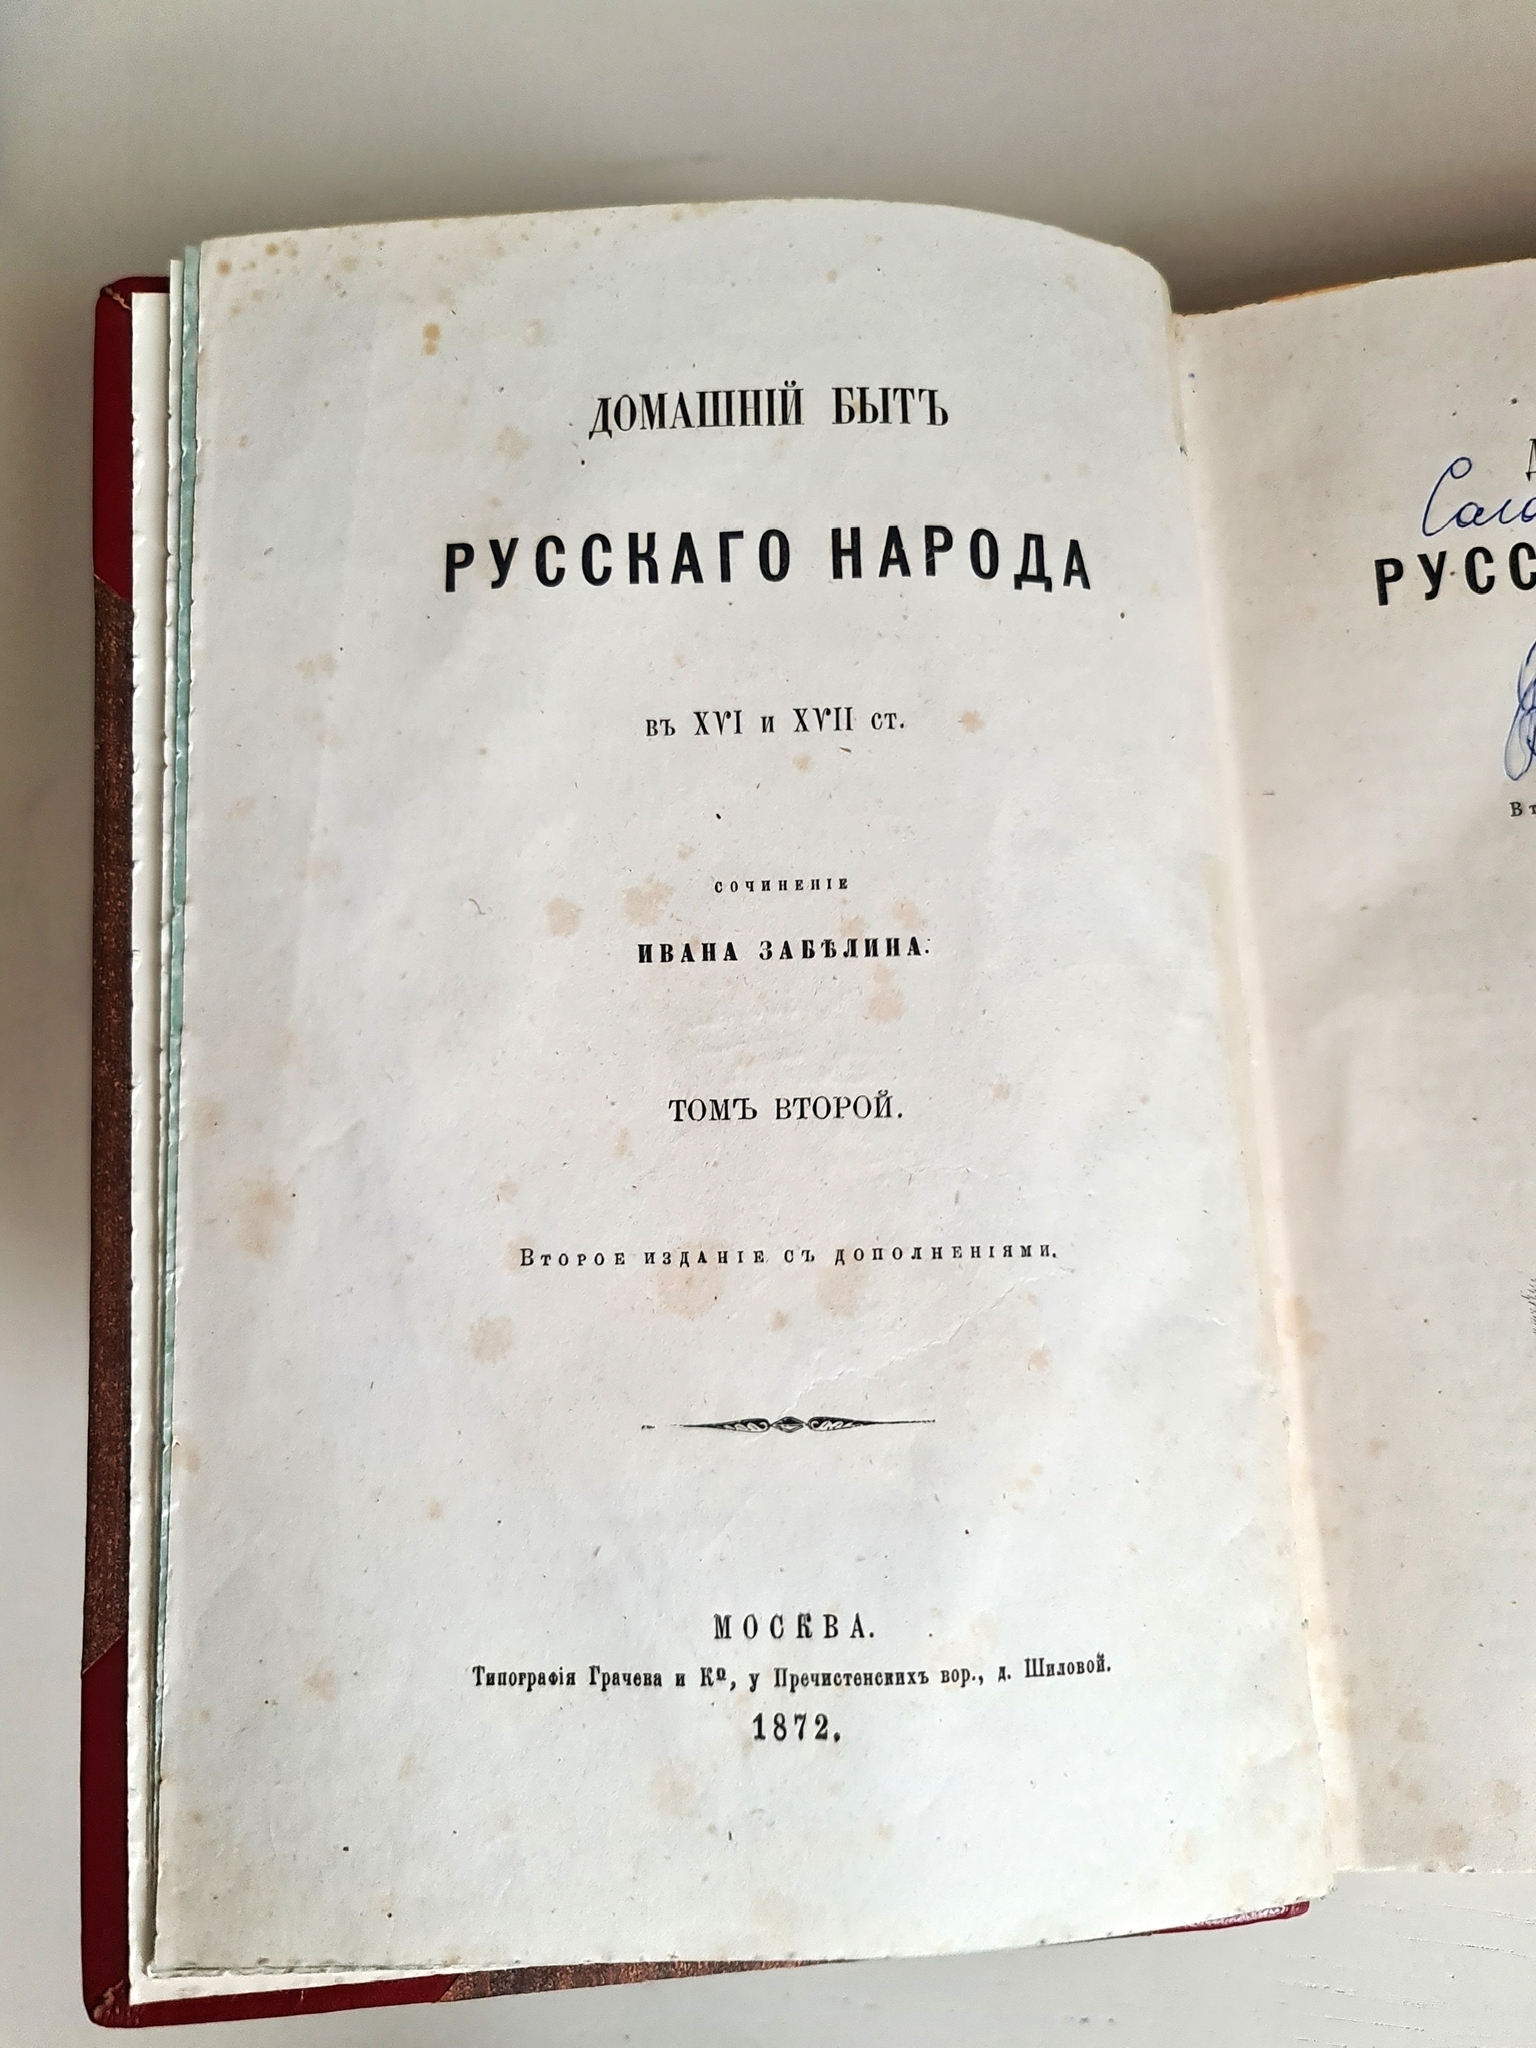 ДОМАШНІЙ БЫТЪ
РУССКАГО НАРОДА
въ XVI и XVII ст.
СОЧИНЕНІЕ
ИВАНА ЗАБѢЛИНА.
ТОМЪ ВТОРОЙ.
Второе изданіе съ дополненіями.
МОСКВА.
Типографія Грачева и Кº, у Пречистенскихъ вор., д. Шиловой.
1872.
РУСС